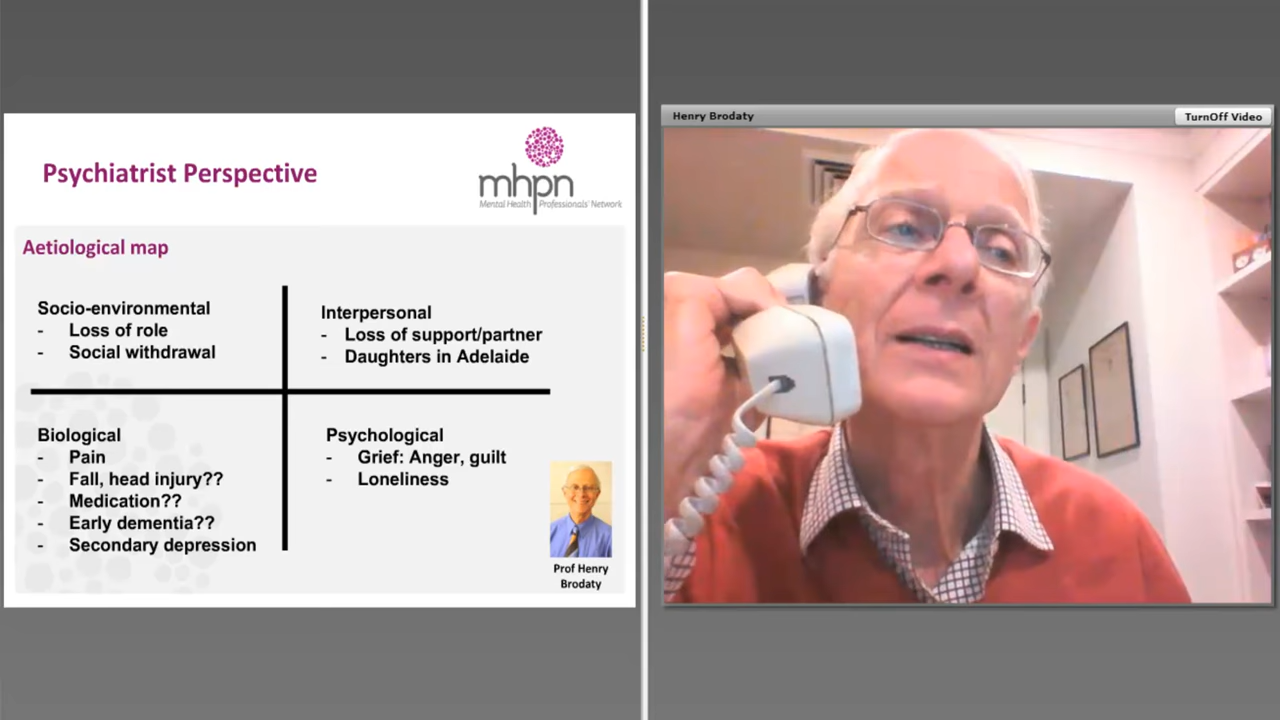 Psychiatrist Perspective
mhpn
Mental Health Professionals' Network
Aetiological map
Socio-environmental
- Loss of role
- Social withdrawal
Interpersonal
- Loss of support/partner
- Daughters in Adelaide
Biological
- Pain
- Fall, head injury??
- Medication??
- Early dementia??
- Secondary depression
Psychological
- Grief: Anger, guilt
- Loneliness
Prof Henry
Brodaty
Henry Brodaty
TurnOff Video